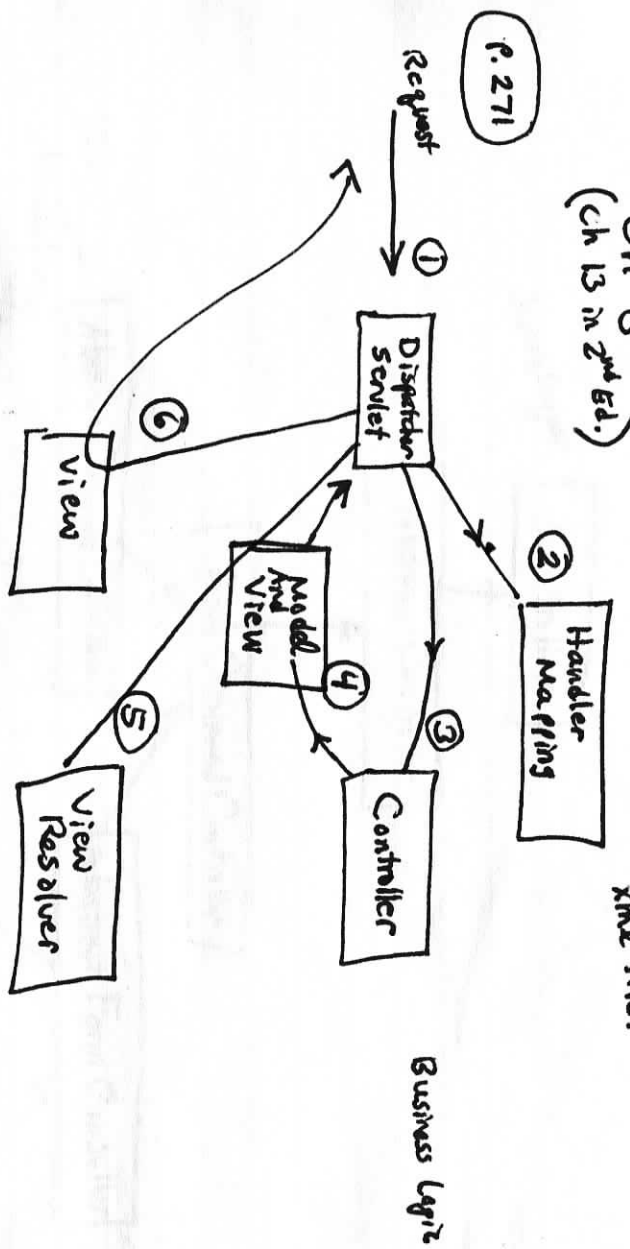 (Ch 13 in 2nd Ed.)
P. 271
Request
①
Dispatcher
Servlet
②
Handler
Mapping
③
Controller
Business Logic
④
Model
And
View
⑤
View
Resolver
⑥
View